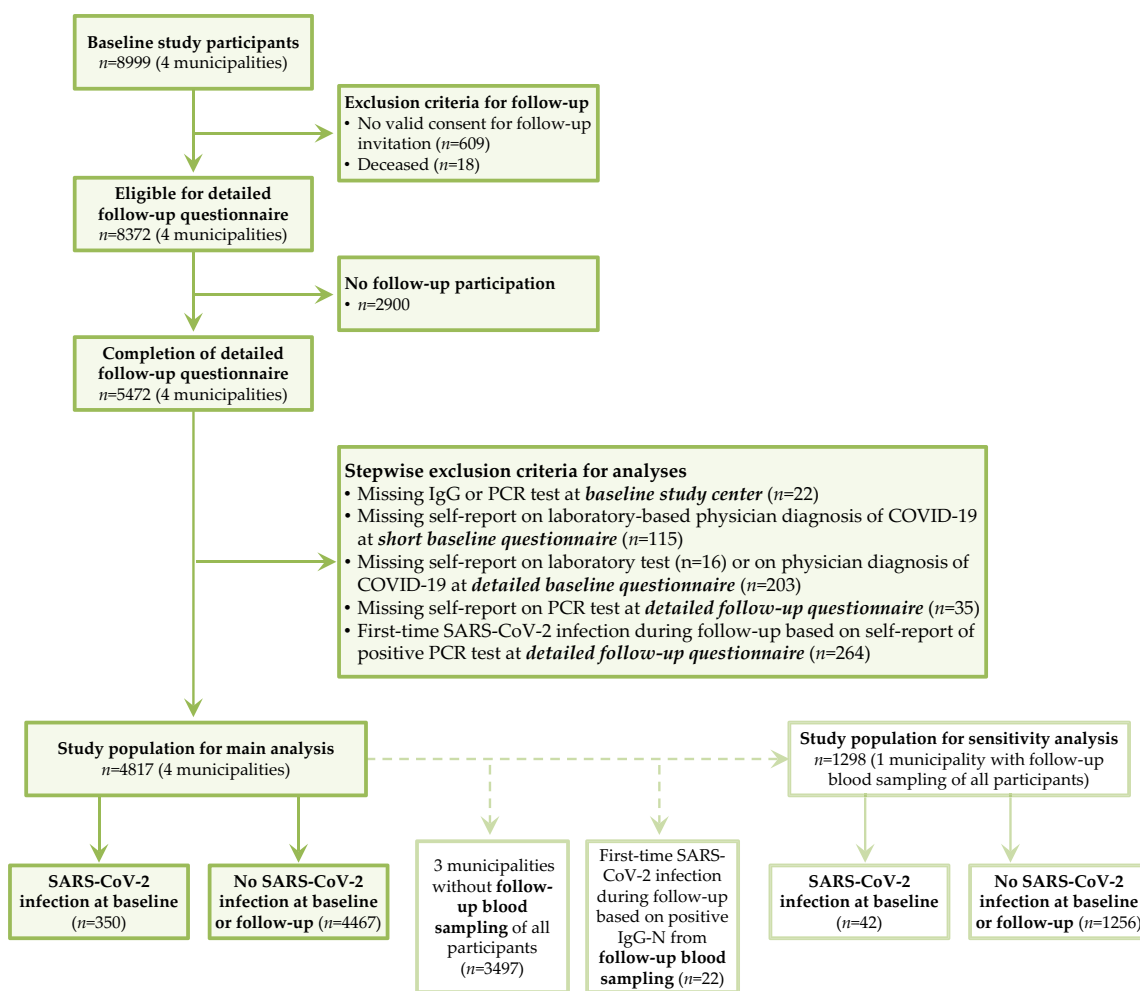 Baseline study participants
n=8999 (4 municipalities)
Exclusion criteria for follow-up
• No valid consent for follow-up
invitation (n=609)
• Deceased (n=18)
Eligible for detailed
follow-up questionnaire
n=8372 (4 municipalities)
No follow-up participation
• n=2900
Completion of detailed
follow-up questionnaire
n=5472 (4 municipalities)
Stepwise exclusion criteria for analyses
• Missing IgG or PCR test at baseline study center (n=22)
• Missing self-report on laboratory-based physician diagnosis of COVID-19
at short baseline questionnaire (n=115)
• Missing self-report on laboratory test (n=16) or on physician diagnosis of
COVID-19 at detailed baseline questionnaire (n=203)
• Missing self-report on PCR test at detailed follow-up questionnaire (n=35)
• First-time SARS-CoV-2 infection during follow-up based on self-report of
positive PCR test at detailed follow-up questionnaire (n=264)
Study population for main analysis
n=4817 (4 municipalities)
Study population for sensitivity analysis
n=1298 (1 municipality with follow-up
blood sampling of all participants)
SARS-CoV-2
infection at baseline
(n=350)
No SARS-CoV-2
infection at baseline
or follow-up (n=4467)
3 municipalities
without follow-
up blood
sampling of all
participants
(n=3497)
First-time SARS-
CoV-2 infection
during follow-up
based on positive
IgG-N from
follow-up blood
sampling (n=22)
SARS-CoV-2
infection at baseline
(n=42)
No SARS-CoV-2
infection at baseline
or follow-up (n=1256)